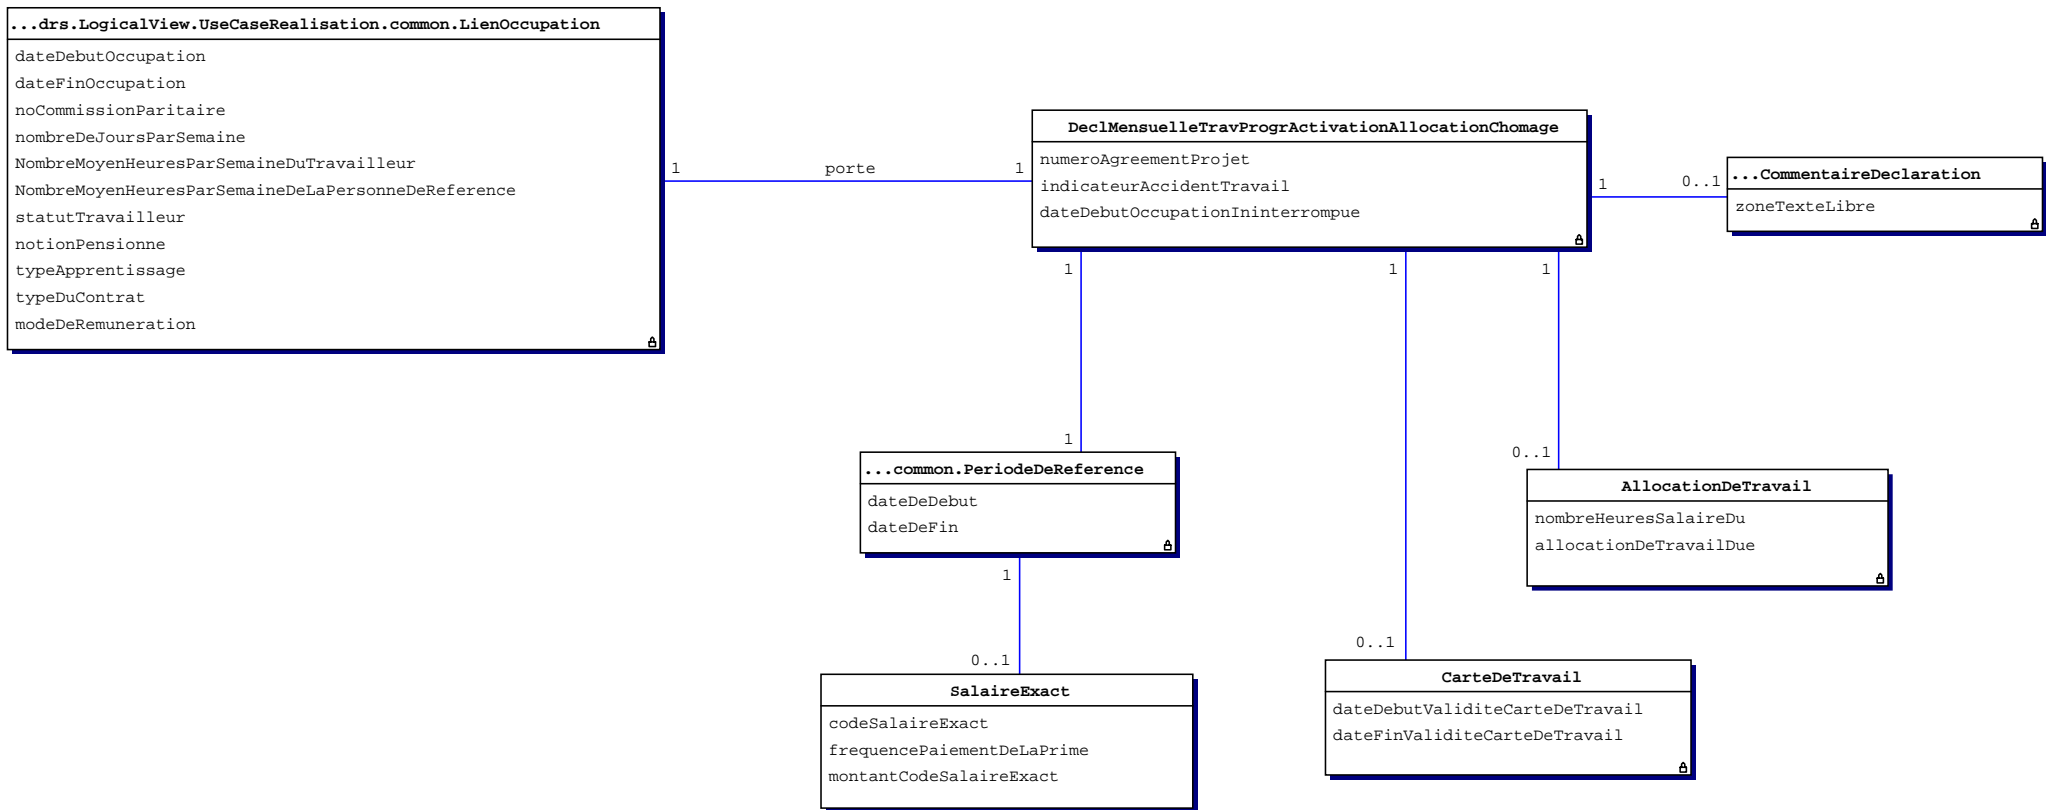 ...drs.LogicalView.UseCaseRealisation.common.LienOccupation
dateDebutOccupation
dateFinOccupation
noCommissionParitaire
nombreDeJoursParSemaine
NombreMoyenHeuresParSemaineDuTravailleur
NombreMoyenHeuresParSemaineDeLaPersonneDeReference
statutTravailleur
notionPensionne
typeApprentissage
typeDuContrat
modeDeRemuneration
1 porte 1
DeclMensuelleTravProgrActivationAllocationChomage
numeroAgreementProjet
indicateurAccidentTravail
dateDebutOccupationIninterrompue
1 0..1
...CommentaireDeclaration
zoneTexteLibre
1 1 1
1
...common.PeriodeDeReference
dateDeDebut
dateDeFin
0..1
AllocationDeTravail
nombreHeuresSalaireDu
allocationDeTravailDue
1
0..1
SalaireExact
codeSalaireExact
frequencePaiementDeLaPrime
montantCodeSalaireExact
0..1
CarteDeTravail
dateDebutValiditeCarteDeTravail
dateFinValiditeCarteDeTravail